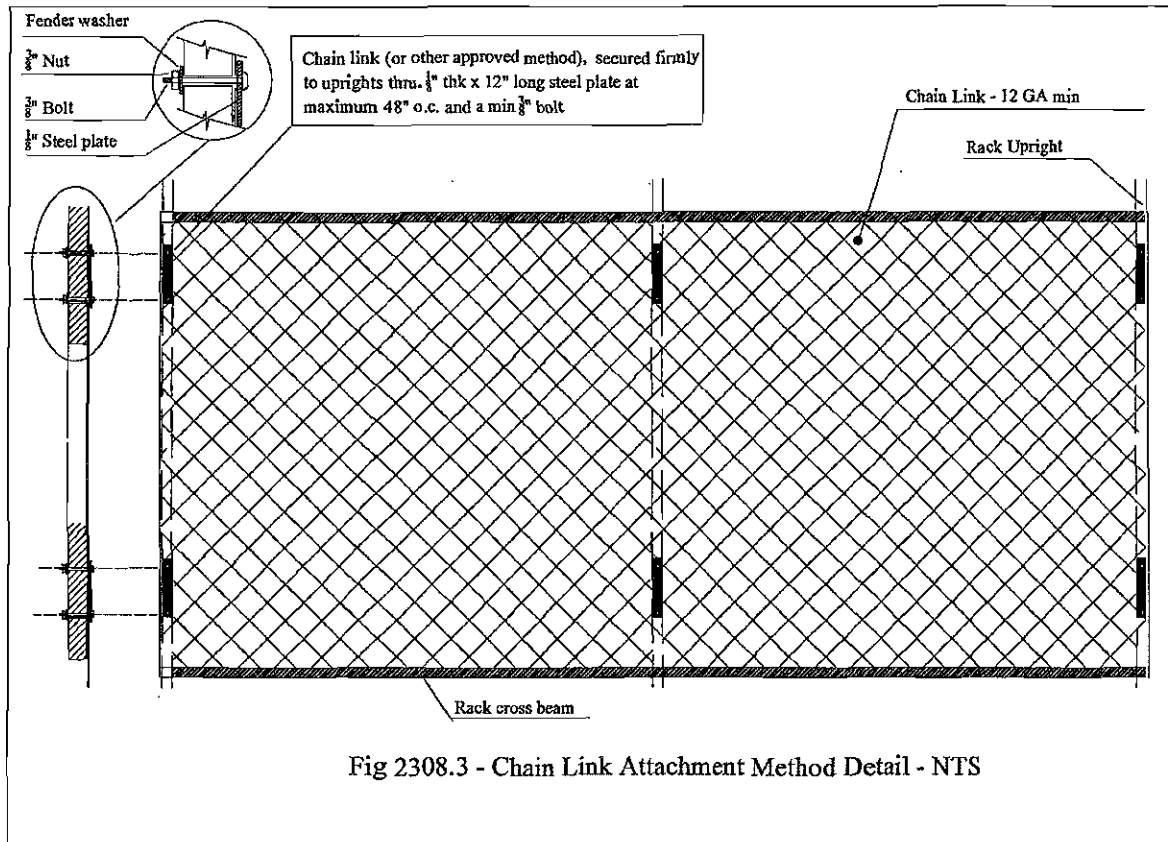 Fender washer
3/8" Nut
3/8" Bolt
1/8" Steel plate
Chain link (or other approved method), secured firmly
to uprights thru. 1/8" thk x 12" long steel plate at
maximum 48" o.c. and a min 3/8" bolt
Chain Link - 12 GA min
Rack Upright
Rack cross beam
Fig 2308.3 - Chain Link Attachment Method Detail - NTS